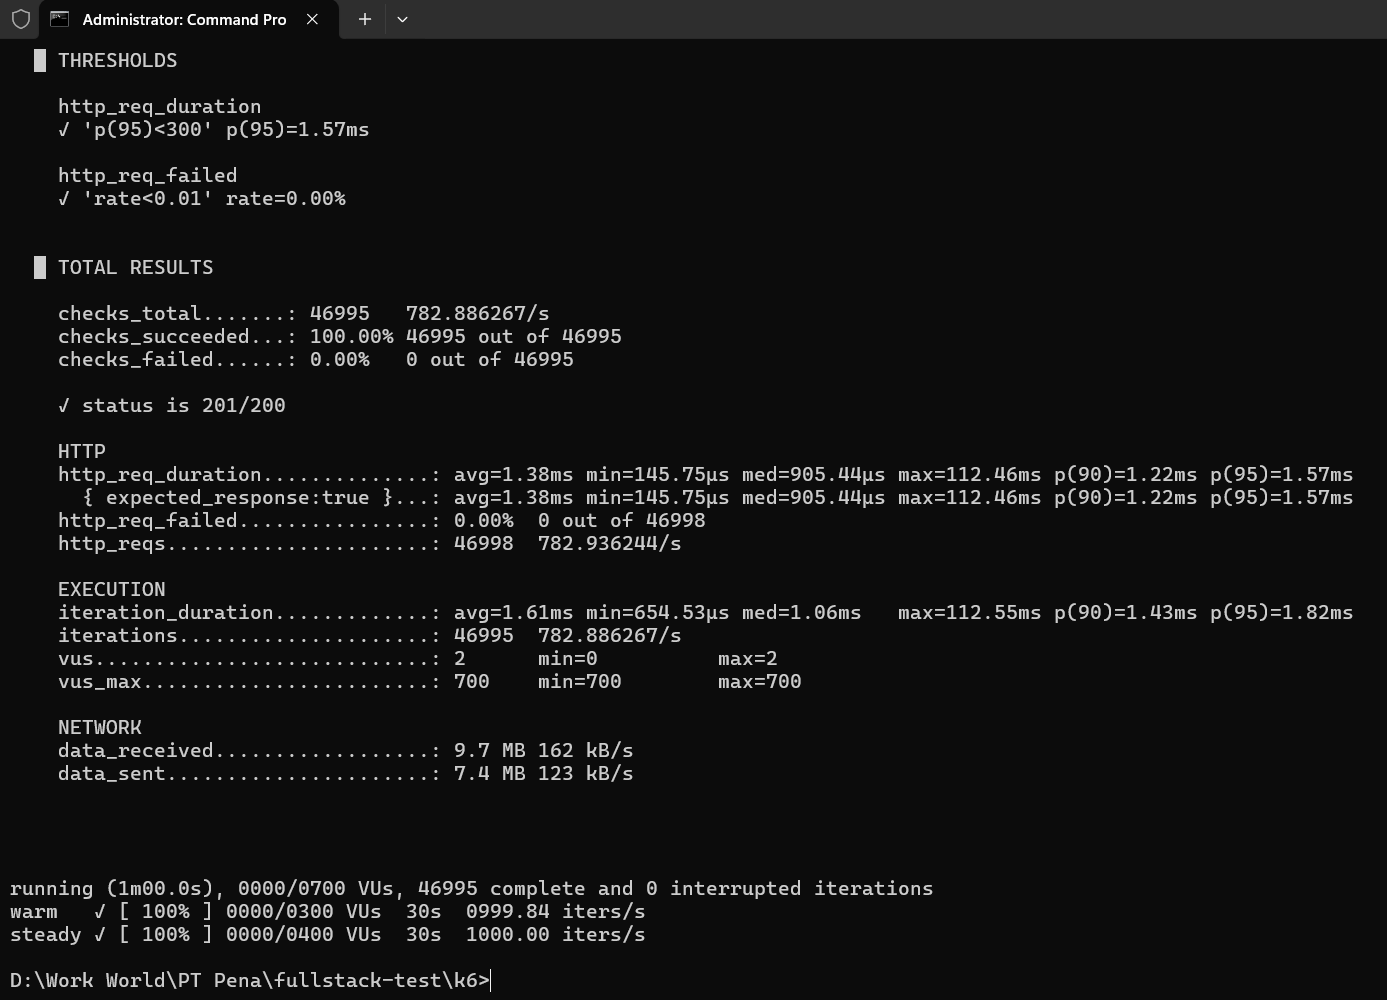 Administrator: Command Pro
THRESHOLDS
http_req_duration
√ 'p(95)<300' p(95)=1.57ms
http_req_failed
√ 'rate<0.01' rate=0.00%
TOTAL RESULTS
checks_total.......: 46995   782.886267/s
checks_succeeded...: 100.00% 46995 out of 46995
checks_failed......: 0.00%   0 out of 46995
√ status is 201/200
HTTP
http_req_duration..............: avg=1.38ms min=145.75µs med=905.44µs max=112.46ms p(90)=1.22ms p(95)=1.57ms
{ expected_response:true }...: avg=1.38ms min=145.75µs med=905.44µs max=112.46ms p(90)=1.22ms p(95)=1.57ms
http_req_failed................: 0.00%  0 out of 46998
http_reqs......................: 46998  782.936244/s
EXECUTION
iteration_duration.............: avg=1.61ms min=654.53µs med=1.06ms   max=112.55ms p(90)=1.43ms p(95)=1.82ms
iterations.....................: 46995  782.886267/s
vus............................: 2      min=0          max=2
vus_max........................: 700    min=700        max=700
NETWORK
data_received..................: 9.7 MB 162 kB/s
data_sent......................: 7.4 MB 123 kB/s
running (1m00.0s), 0000/0700 VUs, 46995 complete and 0 interrupted iterations
warm   √ [ 100% ] 0000/0300 VUs  30s  0999.84 iters/s
steady √ [ 100% ] 0000/0400 VUs  30s  1000.00 iters/s
D:\Work World\PT Pena\fullstack-test\k6>